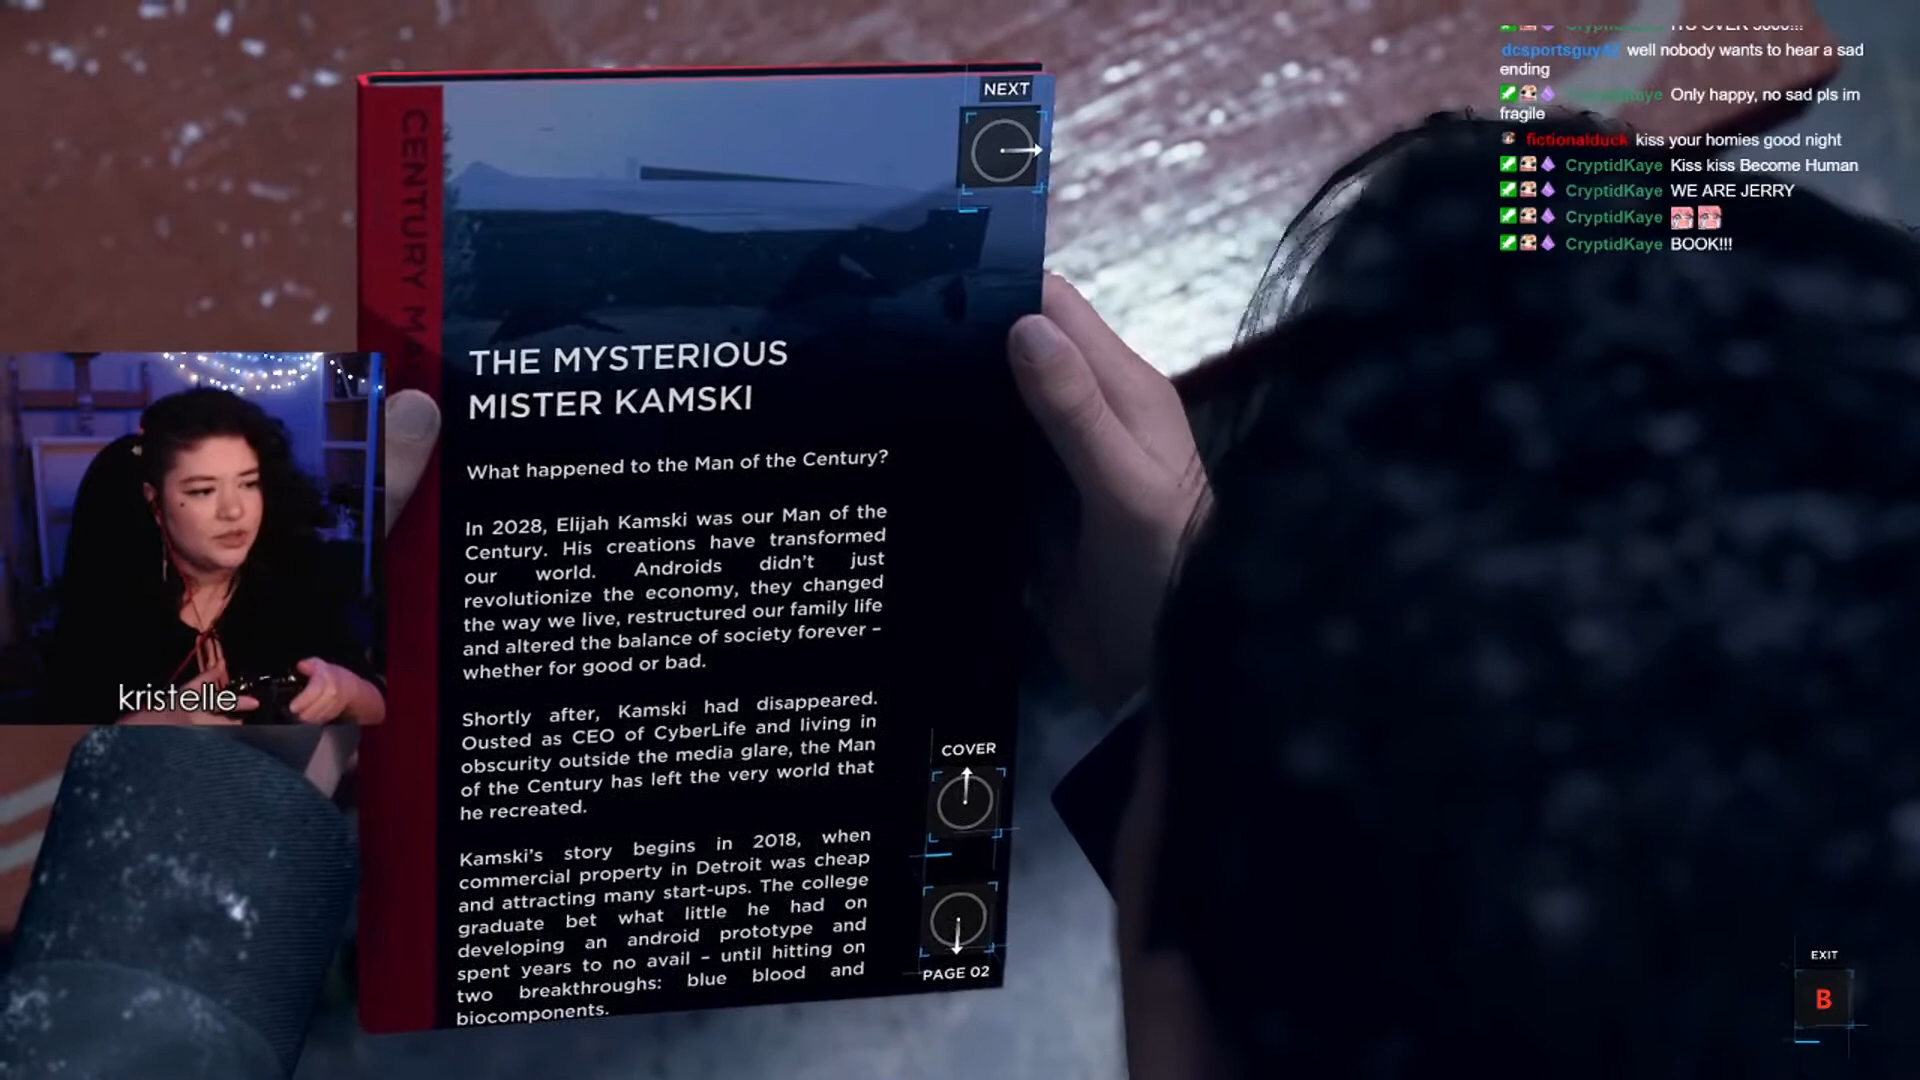 dcsportsguy well nobody wants to hear a sad
ending
Only happy, no sad pls im
fragile
fictionalduck kiss your homies good night
CryptidKaye Kiss kiss Become Human
CryptidKaye WE ARE JERRY
CryptidKaye
CryptidKaye BOOK!!!
NEXT
CENTURY
THE MYSTERIOUS
MISTER KAMSKI
What happened to the Man of the Century?
In 2028, Elijah Kamski was our Man of the
Century. His creations have transformed
our world. Androids didn't just
revolutionize the economy, they changed
the way we live, restructured our family life
and altered the balance of society forever –
whether for good or bad.
Shortly after, Kamski had disappeared.
Ousted as CEO of CyberLife and living in
obscurity outside the media glare, the Man
of the Century has left the very world that
he recreated.
Kamski's story begins in 2018, when
commercial property in Detroit was cheap
and attracting many start-ups. The college
graduate bet what little he had on
developing an android prototype and
spent years to no avail – until hitting on
two breakthroughs: blue blood and
biocomponents.
COVER
PAGE 02
kristelle
EXIT
B